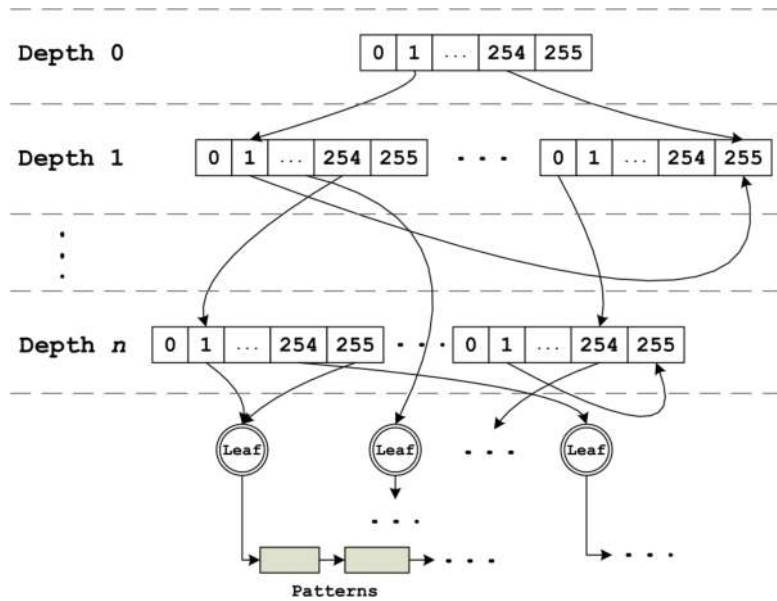 Depth 0 0 1 ... 254 255
Depth 1 0 1 ... 254 255 ... 0 1 ... 254 255
...
Depth n 0 1 ... 254 255 ... 0 1 ... 254 255
Leaf Leaf ... Leaf
...
... ...
Patterns